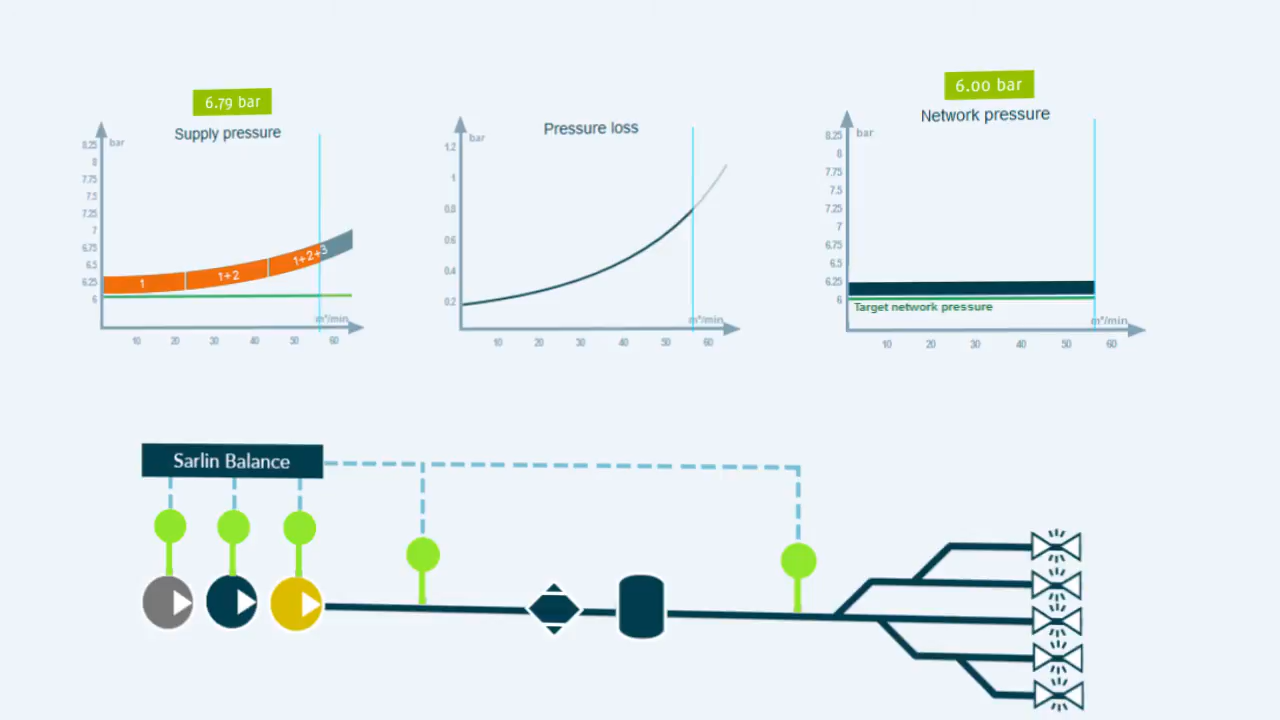 6.79 bar
Supply pressure
bar
8.25
8
7.75
7.5
7.25
7
6.75
6.5
6.25
6
1
1+2
1+2+3
m³/min
10 20 30 40 50 60
Pressure loss
bar
1.2
1
0.8
0.6
0.4
0.2
m³/min
10 20 30 40 50 60
6.00 bar
Network pressure
bar
8.25
8
7.75
7.5
7.25
7
6.75
6.5
6.25
6
Target network pressure
m³/min
10 20 30 40 50 60
Sarlin Balance